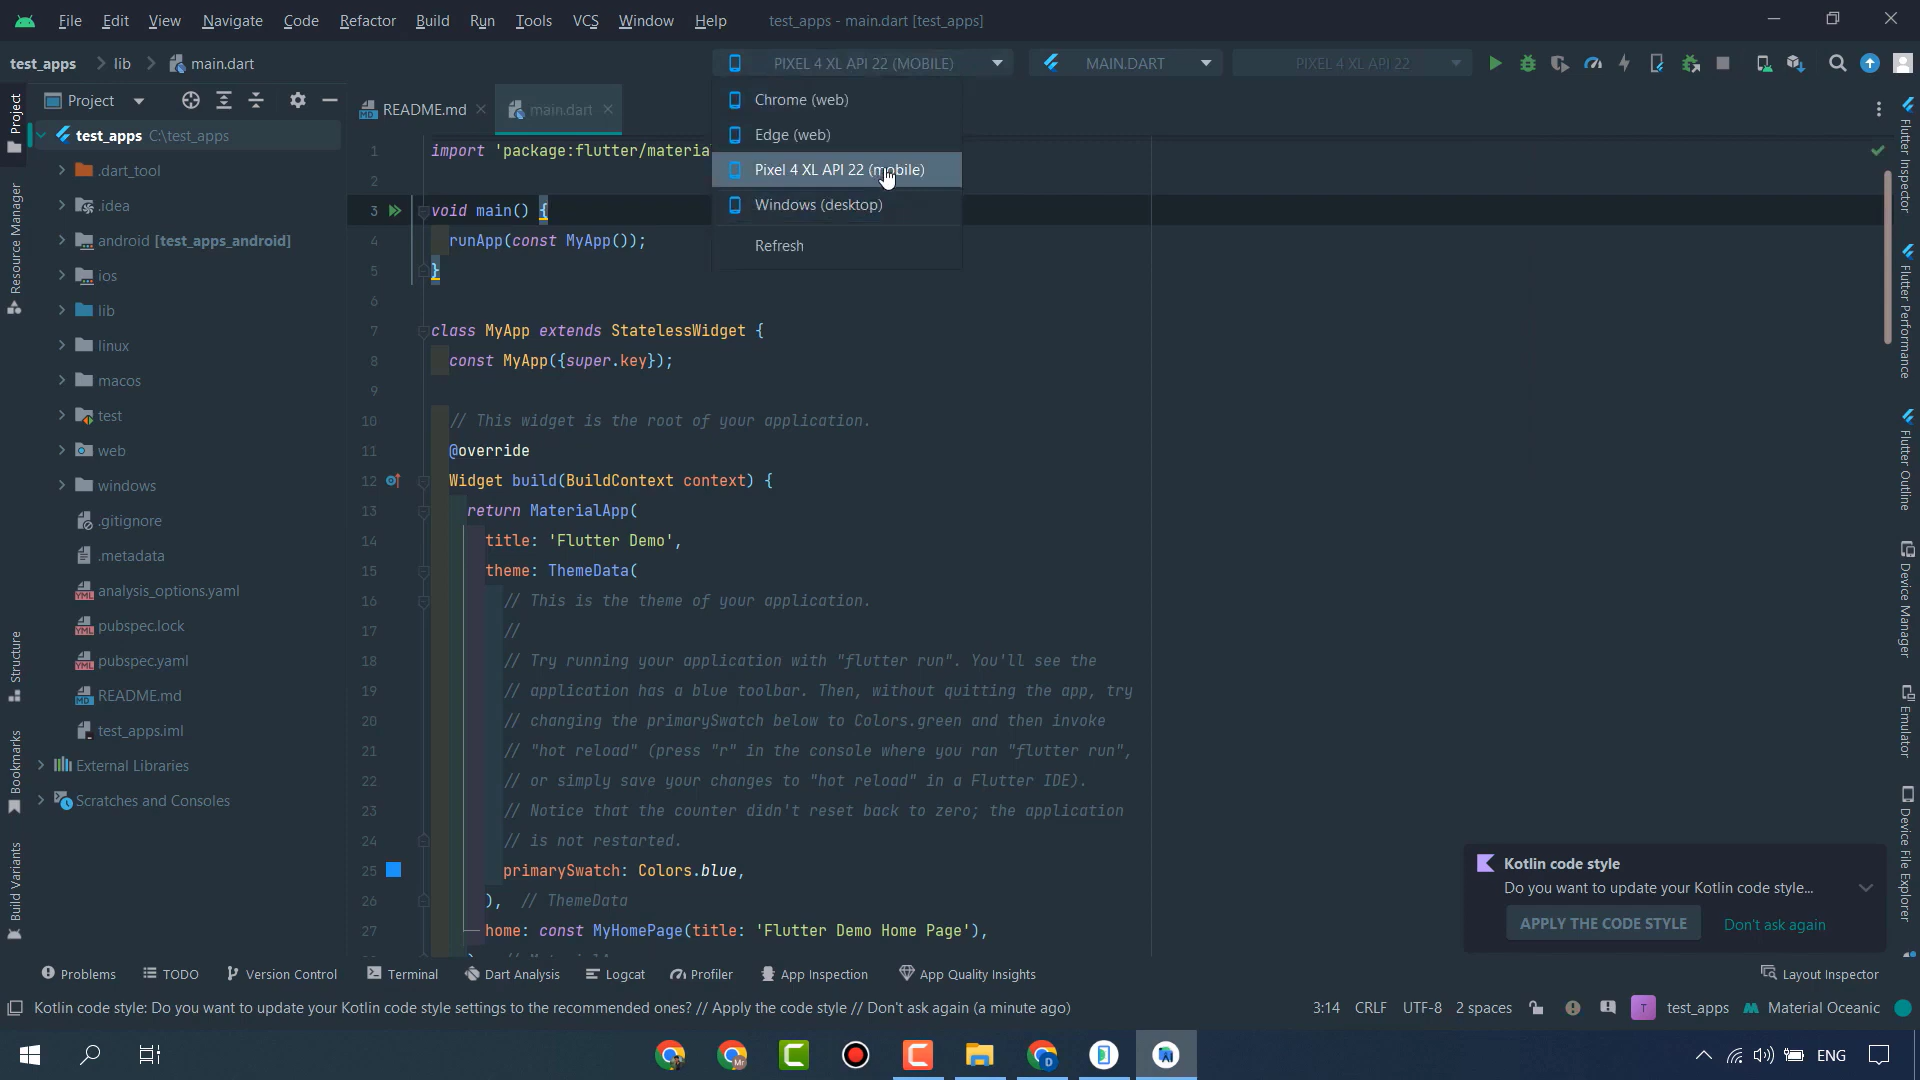 File Edit View Navigate Code Refactor Build Run Tools VCS Window Help test_apps - main.dart [test_apps]
test_apps lib main.dart PIXEL 4 XL API 22 (MOBILE) MAIN.DART PIXEL 4 XL API 22
Project README.md main.dart
Chrome (web)
Edge (web)
Pixel 4 XL API 22 (mobile)
Windows (desktop)
Refresh
Project
Resource Manager
Structure
Bookmarks
Build Variants
test_apps C:\test_apps
.dart_tool
.idea
android [test_apps_android]
ios
lib
linux
macos
test
web
windows
.gitignore
.metadata
analysis_options.yaml
pubspec.lock
pubspec.yaml
README.md
test_apps.iml
External Libraries
Scratches and Consoles
1 import 'package:flutter/materia
2
3 void main() {
4 runApp(const MyApp());
5 }
6
7 class MyApp extends StatelessWidget {
8 const MyApp({super.key});
9
10 // This widget is the root of your application.
11 @override
12 Widget build(BuildContext context) {
13 return MaterialApp(
14 title: 'Flutter Demo',
15 theme: ThemeData(
16 // This is the theme of your application.
17 //
18 // Try running your application with "flutter run". You'll see the
19 // application has a blue toolbar. Then, without quitting the app, try
20 // changing the primarySwatch below to Colors.green and then invoke
21 // "hot reload" (press "r" in the console where you ran "flutter run",
22 // or simply save your changes to "hot reload" in a Flutter IDE).
23 // Notice that the counter didn't reset back to zero; the application
24 // is not restarted.
25 primarySwatch: Colors.blue,
26 ), // ThemeData
27 home: const MyHomePage(title: 'Flutter Demo Home Page'),
Flutter Inspector
Flutter Performance
Flutter Outline
Device Manager
Emulator
Device File Explorer
Kotlin code style
Do you want to update your Kotlin code style...
APPLY THE CODE STYLE Don't ask again
Problems TODO Version Control Terminal Dart Analysis Logcat Profiler App Inspection App Quality Insights Layout Inspector
Kotlin code style: Do you want to update your Kotlin code style settings to the recommended ones? // Apply the code style // Don't ask again (a minute ago) 3:14 CRLF UTF-8 2 spaces T test_apps Material Oceanic
ENG